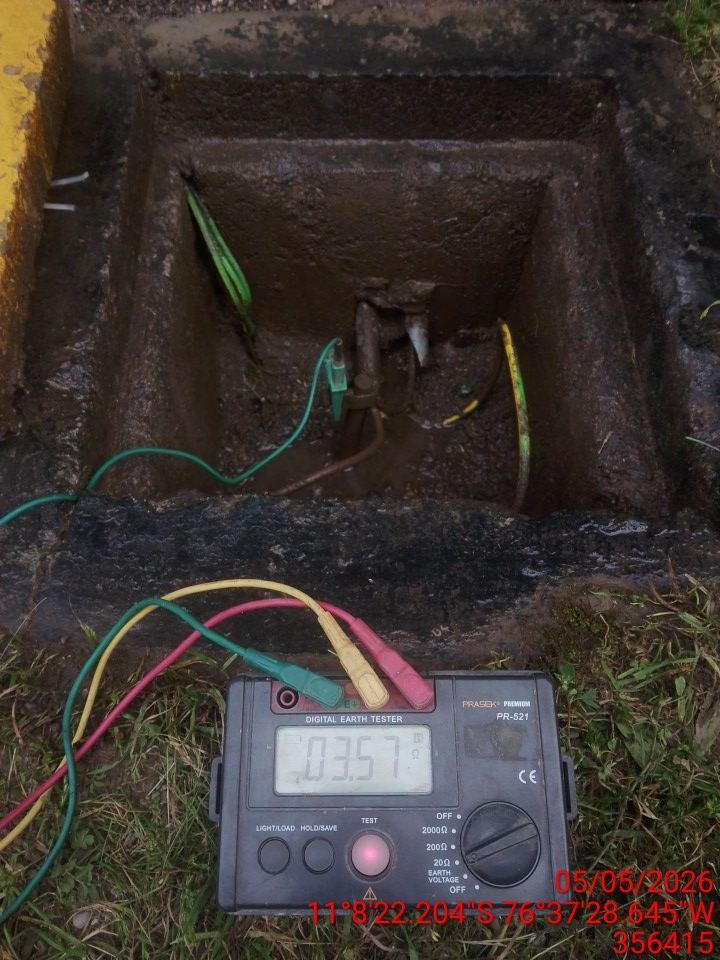 E
PRASEK® PREMIUM
PR-521
DIGITAL EARTH TESTER
03.57 Ω
CE
LIGHT/LOAD HOLD/SAVE TEST
OFF
2000Ω
200Ω
20Ω
EARTH
VOLTAGE
OFF
05/05/2026
11°8'22.204"S 76°37'28.645"W
356415